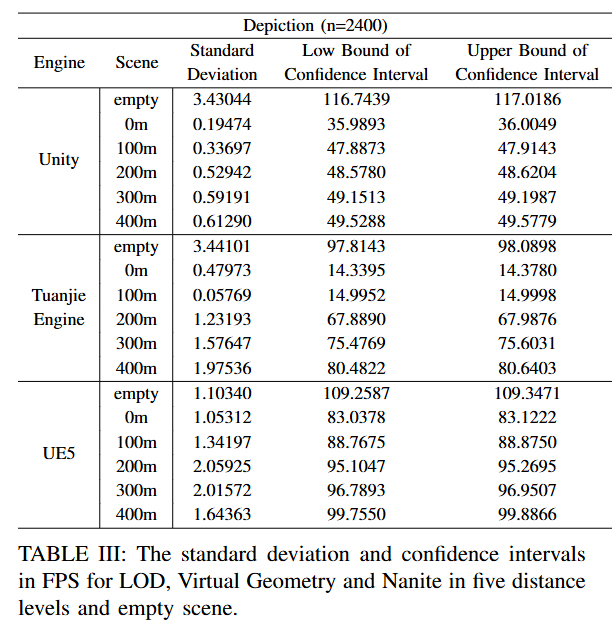 Depiction (n=2400)
Engine Scene Standard Deviation Low Bound of Confidence Interval Upper Bound of Confidence Interval
Unity
empty 3.43044 116.7439 117.0186
0m 0.19474 35.9893 36.0049
100m 0.33697 47.8873 47.9143
200m 0.52942 48.5780 48.6204
300m 0.59191 49.1513 49.1987
400m 0.61290 49.5288 49.5779
Tuanjie Engine
empty 3.44101 97.8143 98.0898
0m 0.47973 14.3395 14.3780
100m 0.05769 14.9952 14.9998
200m 1.23193 67.8890 67.9876
300m 1.57647 75.4769 75.6031
400m 1.97536 80.4822 80.6403
UE5
empty 1.10340 109.2587 109.3471
0m 1.05312 83.0378 83.1222
100m 1.34197 88.7675 88.8750
200m 2.05925 95.1047 95.2695
300m 2.01572 96.7893 96.9507
400m 1.64363 99.7550 99.8866
TABLE III: The standard deviation and confidence intervals
in FPS for LOD, Virtual Geometry and Nanite in five distance
levels and empty scene.